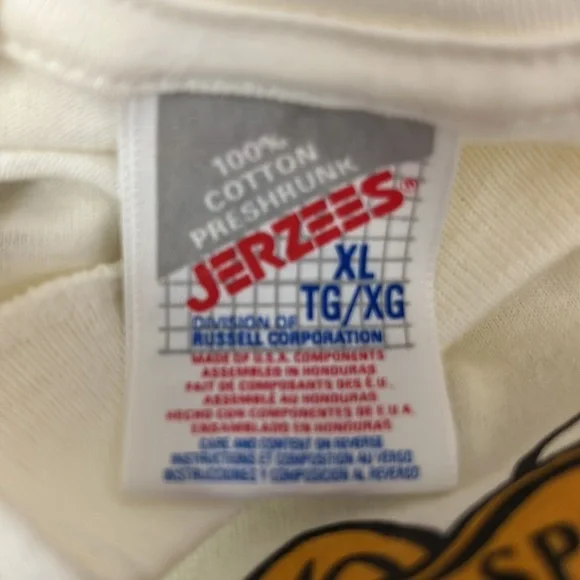 100%
COTTON
PRESHRUNK
JERZEES®
XL
TG/XG
DIVISION OF
RUSSELL CORPORATION
MADE OF U.S.A. COMPONENTS
ASSEMBLED IN HONDURAS
FAIT DE COMPOSANTS DES É.U.
ASSEMBLÉ AU HONDURAS
HECHO CON COMPONENTES DE E.U.A.
ENSAMBLADO EN HONDURAS
CARE AND CONTENT ON REVERSE
INSTRUCTIONS ET COMPOSITION AU VERSO
INSTRUCCIONES Y COMPOSICION AL REVERSO
SP